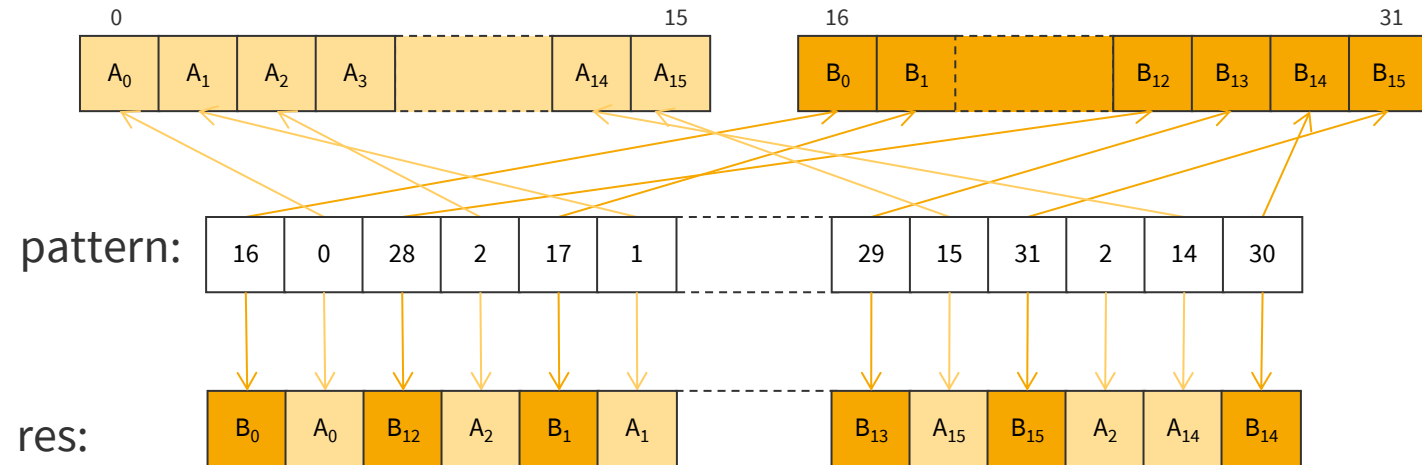 0 15 16 31
A₀ A₁ A₂ A₃ A₁₄ A₁₅ B₀ B₁ B₁₂ B₁₃ B₁₄ B₁₅
pattern: 16 0 28 2 17 1 29 15 31 2 14 30
res: B₀ A₀ B₁₂ A₂ B₁ A₁ B₁₃ A₁₅ B₁₅ A₂ A₁₄ B₁₄